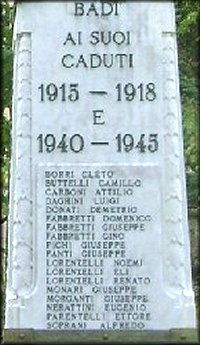 BADI
AI SUOI
CADUTI
1915 – 1918
E
1940 – 1945
BORRI CLETO
BUTTELLI CAMILLO
CARBONI ATTILIO
DAGHINI LUIGI
DONATI DEMETRIO
FABBRETTI DOMENICO
FABBRETTI GIUSEPPE
FABBRETTI GINO
FICHI GIUSEPPE
FANTI GIUSEPPE
LORENZELLI NOEMI
LORENZELLI ELI
LORENZELLI RENATO
MONARI GIUSEPPE
MORGANTI GIUSEPPE
NERATTINI EUGENIO
PARENTELLI ETTORE
SOPRANI ALFREDO